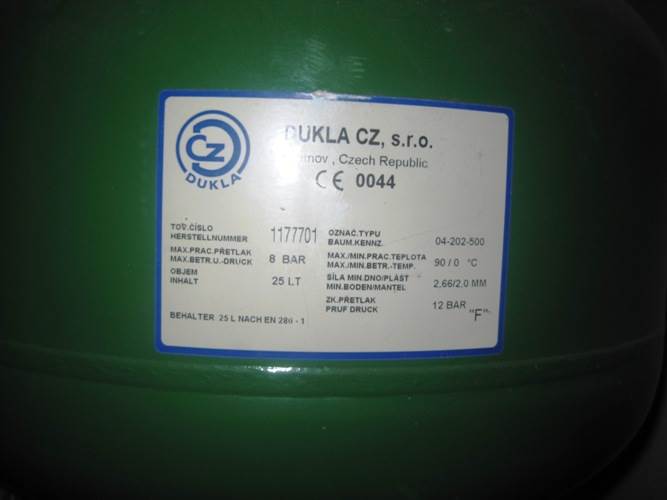 CZ
DUKLA
DUKLA CZ, s.r.o.
, Czech Republic
CE 0044
TOV.ČÍSLO
HERSTELLNUMMER 1177701
MAX.PRAC.PŘETLAK
MAX.BETR.U.-DRUCK 8 BAR
OBJEM
INHALT 25 LT
BEHALTER 25 L NACH EN 286 - 1
OZNAČ.TYPU
BAUM.KENNZ. 04-202-500
MAX./MIN.PRAC.TEPLOTA
MAX./MIN.BETR.-TEMP. 90 / 0 °C
SÍLA MIN.DNO/PLÁŠT
MIN.BODEN/MANTEL 2,66/2,0 MM
ZK.PŘETLAK
PRUF DRUCK 12 BAR "F"